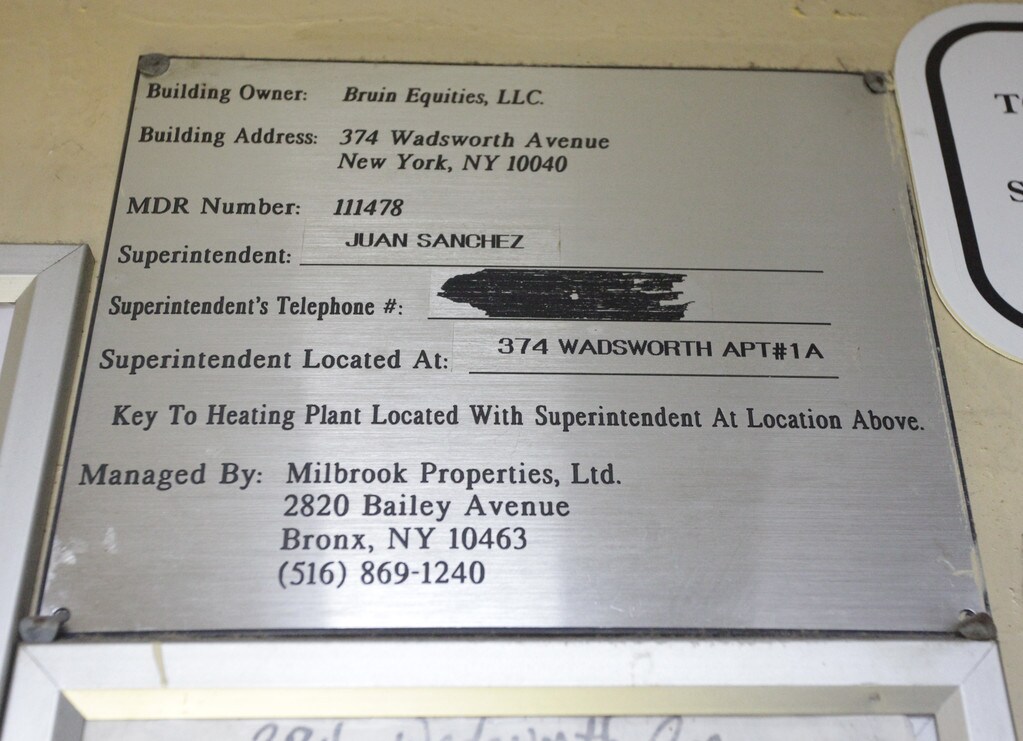 Building Owner: Bruin Equities, LLC.
Building Address: 374 Wadsworth Avenue
New York, NY 10040
MDR Number: 111478
Superintendent: JUAN SANCHEZ
Superintendent's Telephone #:
Superintendent Located At: 374 WADSWORTH APT#1A
Key To Heating Plant Located With Superintendent At Location Above.
Managed By: Milbrook Properties, Ltd.
2820 Bailey Avenue
Bronx, NY 10463
(516) 869-1240
Wadsworth Ave